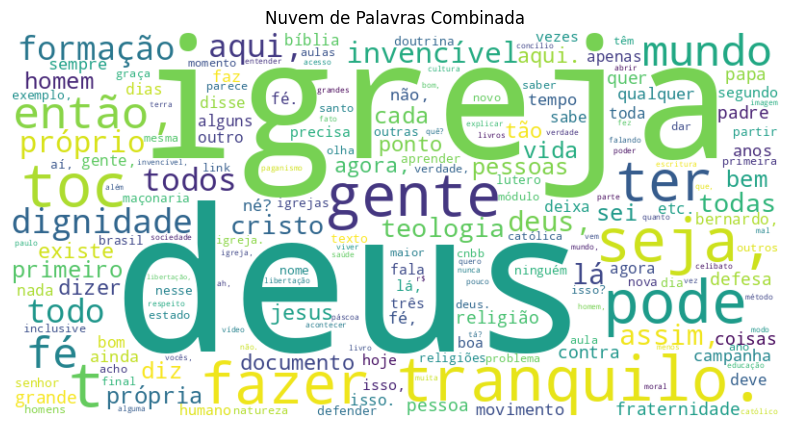 Nuvem de Palavras Combinada
formação
aqui,
bíblia
doutrina
vezes
concílio
têm
acesso
entender
invencível
aqui.
apenas
mundo
sempre
graça
momento
aulas
cultura
abrir
homem
dias
parece
fé.
grandes
bom,
quer
papa
exemplo,
faz
disse
santo
não,
novo
saber
qualquer
segundo
imagem
então,
igreja
terra
alguns
fato
cada
tempo
sabe
toda
padre
fez
mesma
outro
precisa
outras
quê?
tão
dar
próprio
olha
ponto
explicar
livros
verdade
falando
partir
anos
poder
primeira
aí,
gente,
invencível,
link
aprender
agora,
pessoas
vida
escritura
que,
toc
todos
paganismo
verdade,
lutero
módulo
gente
ter
bem
além
maçonaria
igrejas
deus,
deixa
sei
etc.
parte
quanto
bernardo,
mal
dignidade
né?
cristo
teologia
todas
brasil
sociedade
igreja.
texto
católica
seja,
paulo
existe
igreja,
viver
saúde
maior
cnbb
ninguém
lá
agora
vem
mundo,
celibato
outros
primeiro
dizer
libertação,
nome
fala
quero
nunca
pouco
isso?
nova
dia
vez
defesa
método
nada
nesse
respeito
ah,
libertação
lá,
deus.
pode
homem,
todo
estado
jesus
acontecer
três
religião
tá?
modo
deus
inclusive
vídeo
páscoa
fé,
aula
assim,
coisas
fé
bom
ainda
não.
vocês,
livro
boa
religiões
problema
contra
ano
campanha
diz
documento
hoje
educação
senhor
acho
final
t
fazer
tranquilo.
deve
grande
própria
isso,
muita
moral
homens
alguma
humano
natureza
defender
isso.
pessoa
movimento
fraternidade
católico